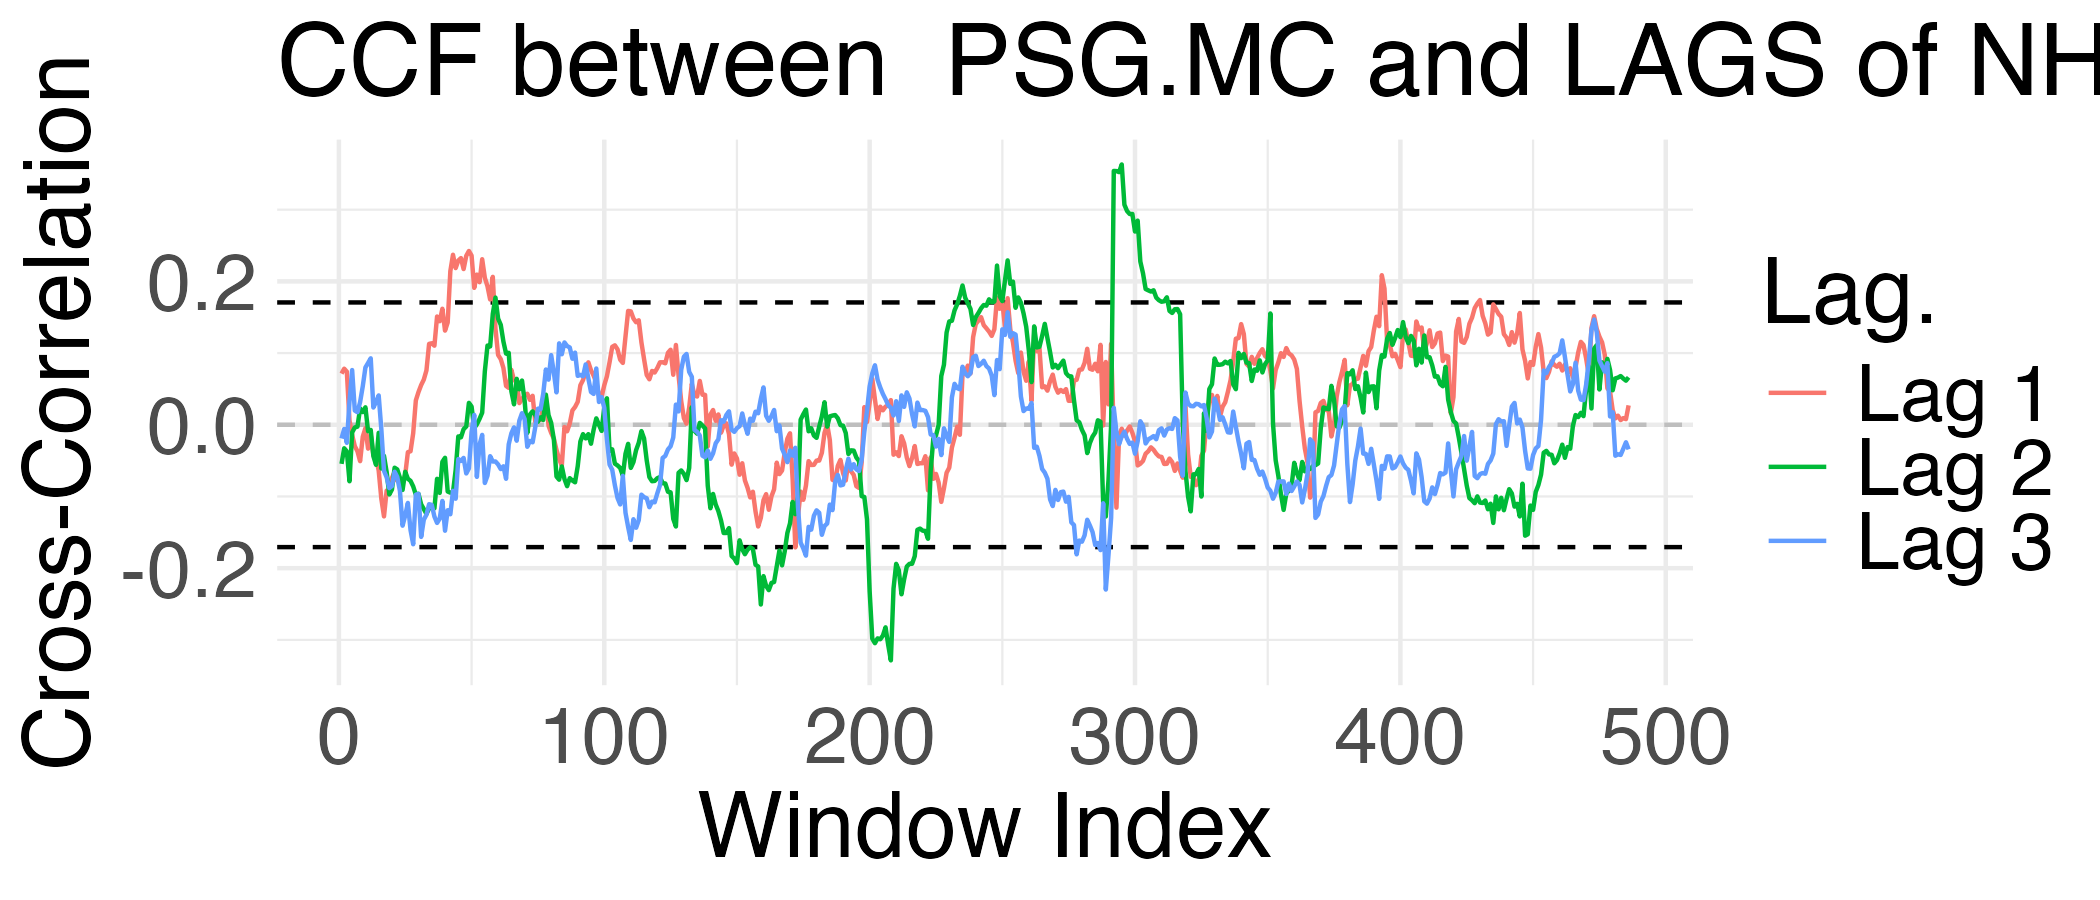 CCF between  PSG.MC and LAGS of NH
Cross-Correlation
0.2
0.0
-0.2
0 100 200 300 400 500
Window Index
Lag.
Lag 1
Lag 2
Lag 3